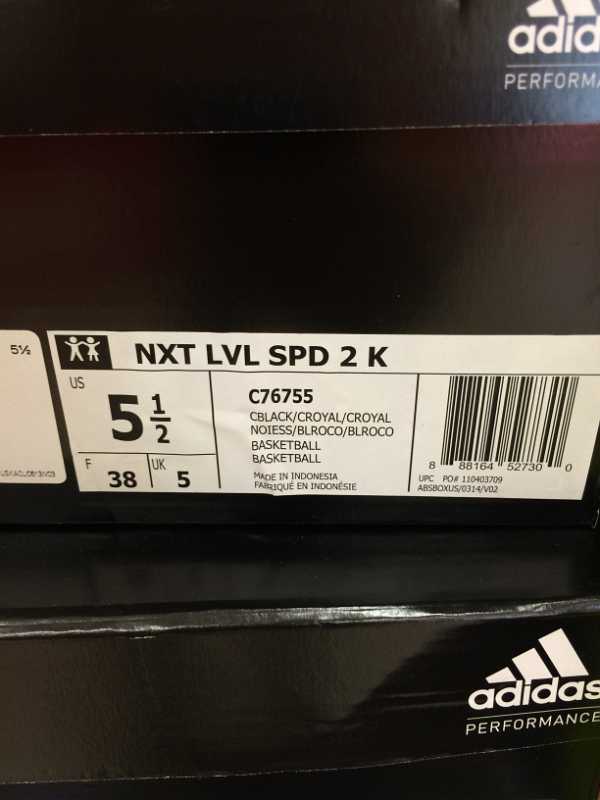 adid
PERFORMA
5½
NXT LVL SPD 2 K
US
5 1/2
F
38
UK
5
C76755
CBLACK/CROYAL/CROYAL
NOIESS/BLROCO/BLROCO
BASKETBALL
BASKETBALL
MADE IN INDONESIA
FABRIQUÉ EN INDONÉSIE
8 88164 52730 0
UPC PO# 110403709
ABSBOXUS/0314/V02
adidas
PERFORMANCE